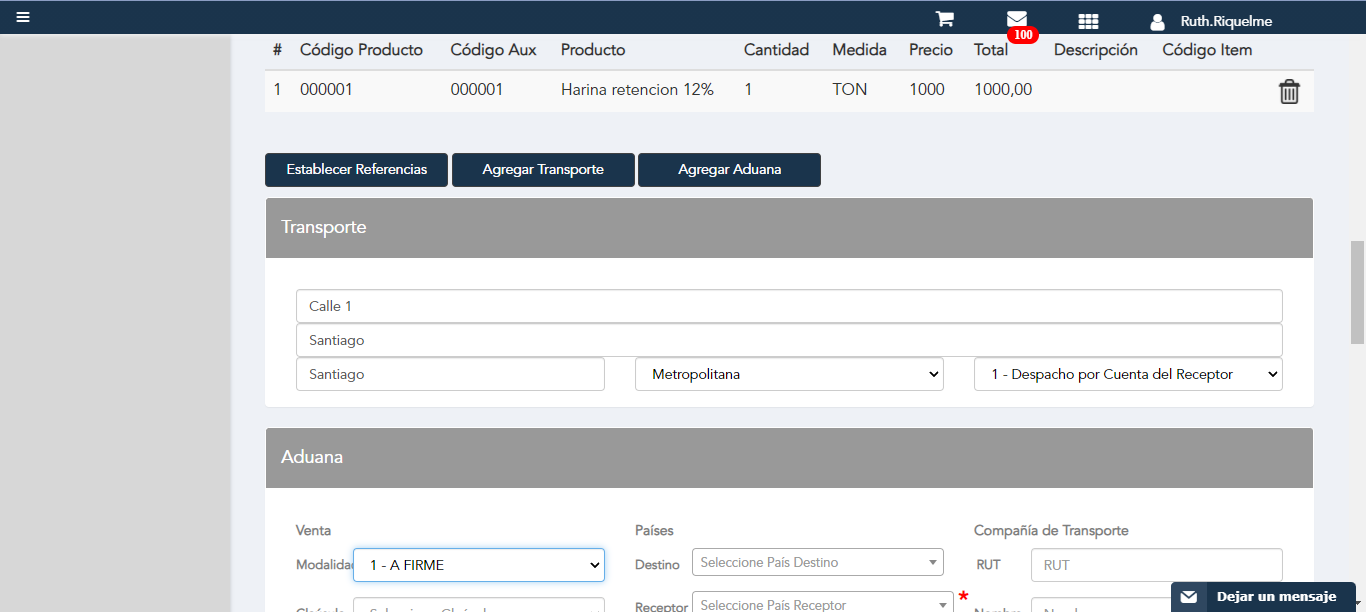 Ruth.Riquelme
100
# Código Producto Código Aux Producto Cantidad Medida Precio Total Descripción Código Item
1 000001 000001 Harina retencion 12% 1 TON 1000 1000,00
Establecer Referencias Agregar Transporte Agregar Aduana
Transporte
Calle 1
Santiago
Santiago Metropolitana 1 - Despacho por Cuenta del Receptor
Aduana
Venta Países Compañía de Transporte
Modalidad 1 - A FIRME Destino Seleccione País Destino RUT RUT
Receptor Seleccione País Receptor *
Dejar un mensaje